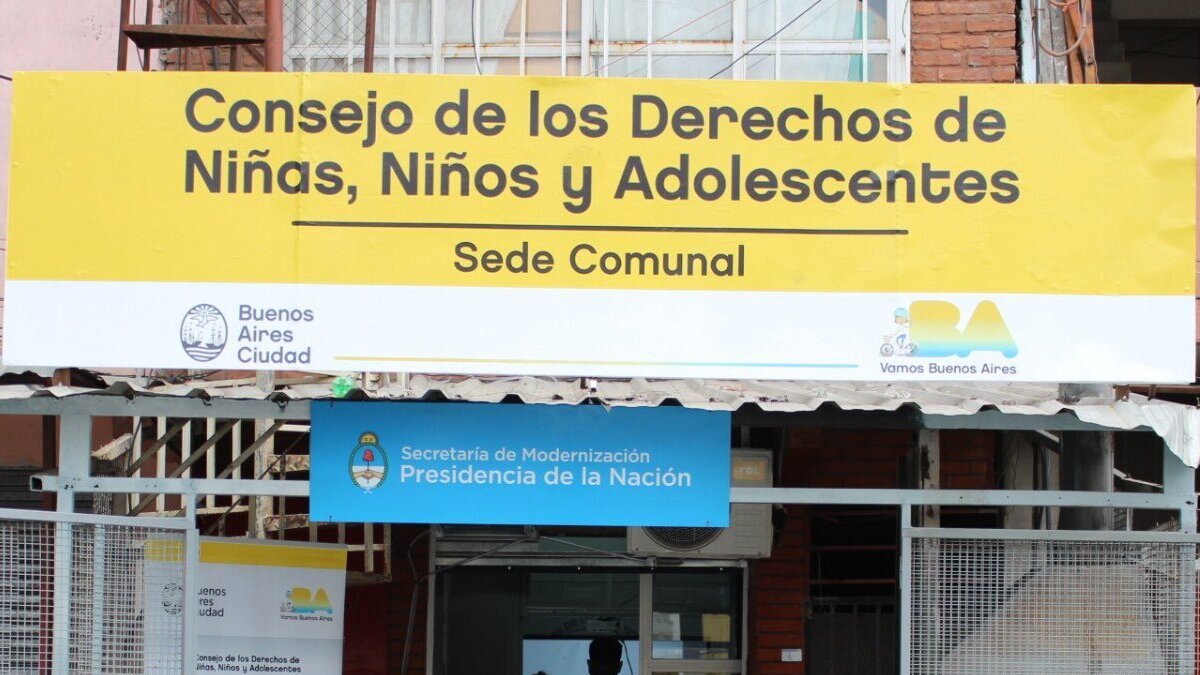 Consejo de los Derechos de
Niñas, Niños y Adolescentes
Sede Comunal
Buenos
Aires
Ciudad
BA
Vamos Buenos Aires
Secretaría de Modernización
Presidencia de la Nación
uenos
ires
iudad
BA
Vamos Buenos Aires
Consejo de los Derechos de
Niñas, Niños y Adolescentes